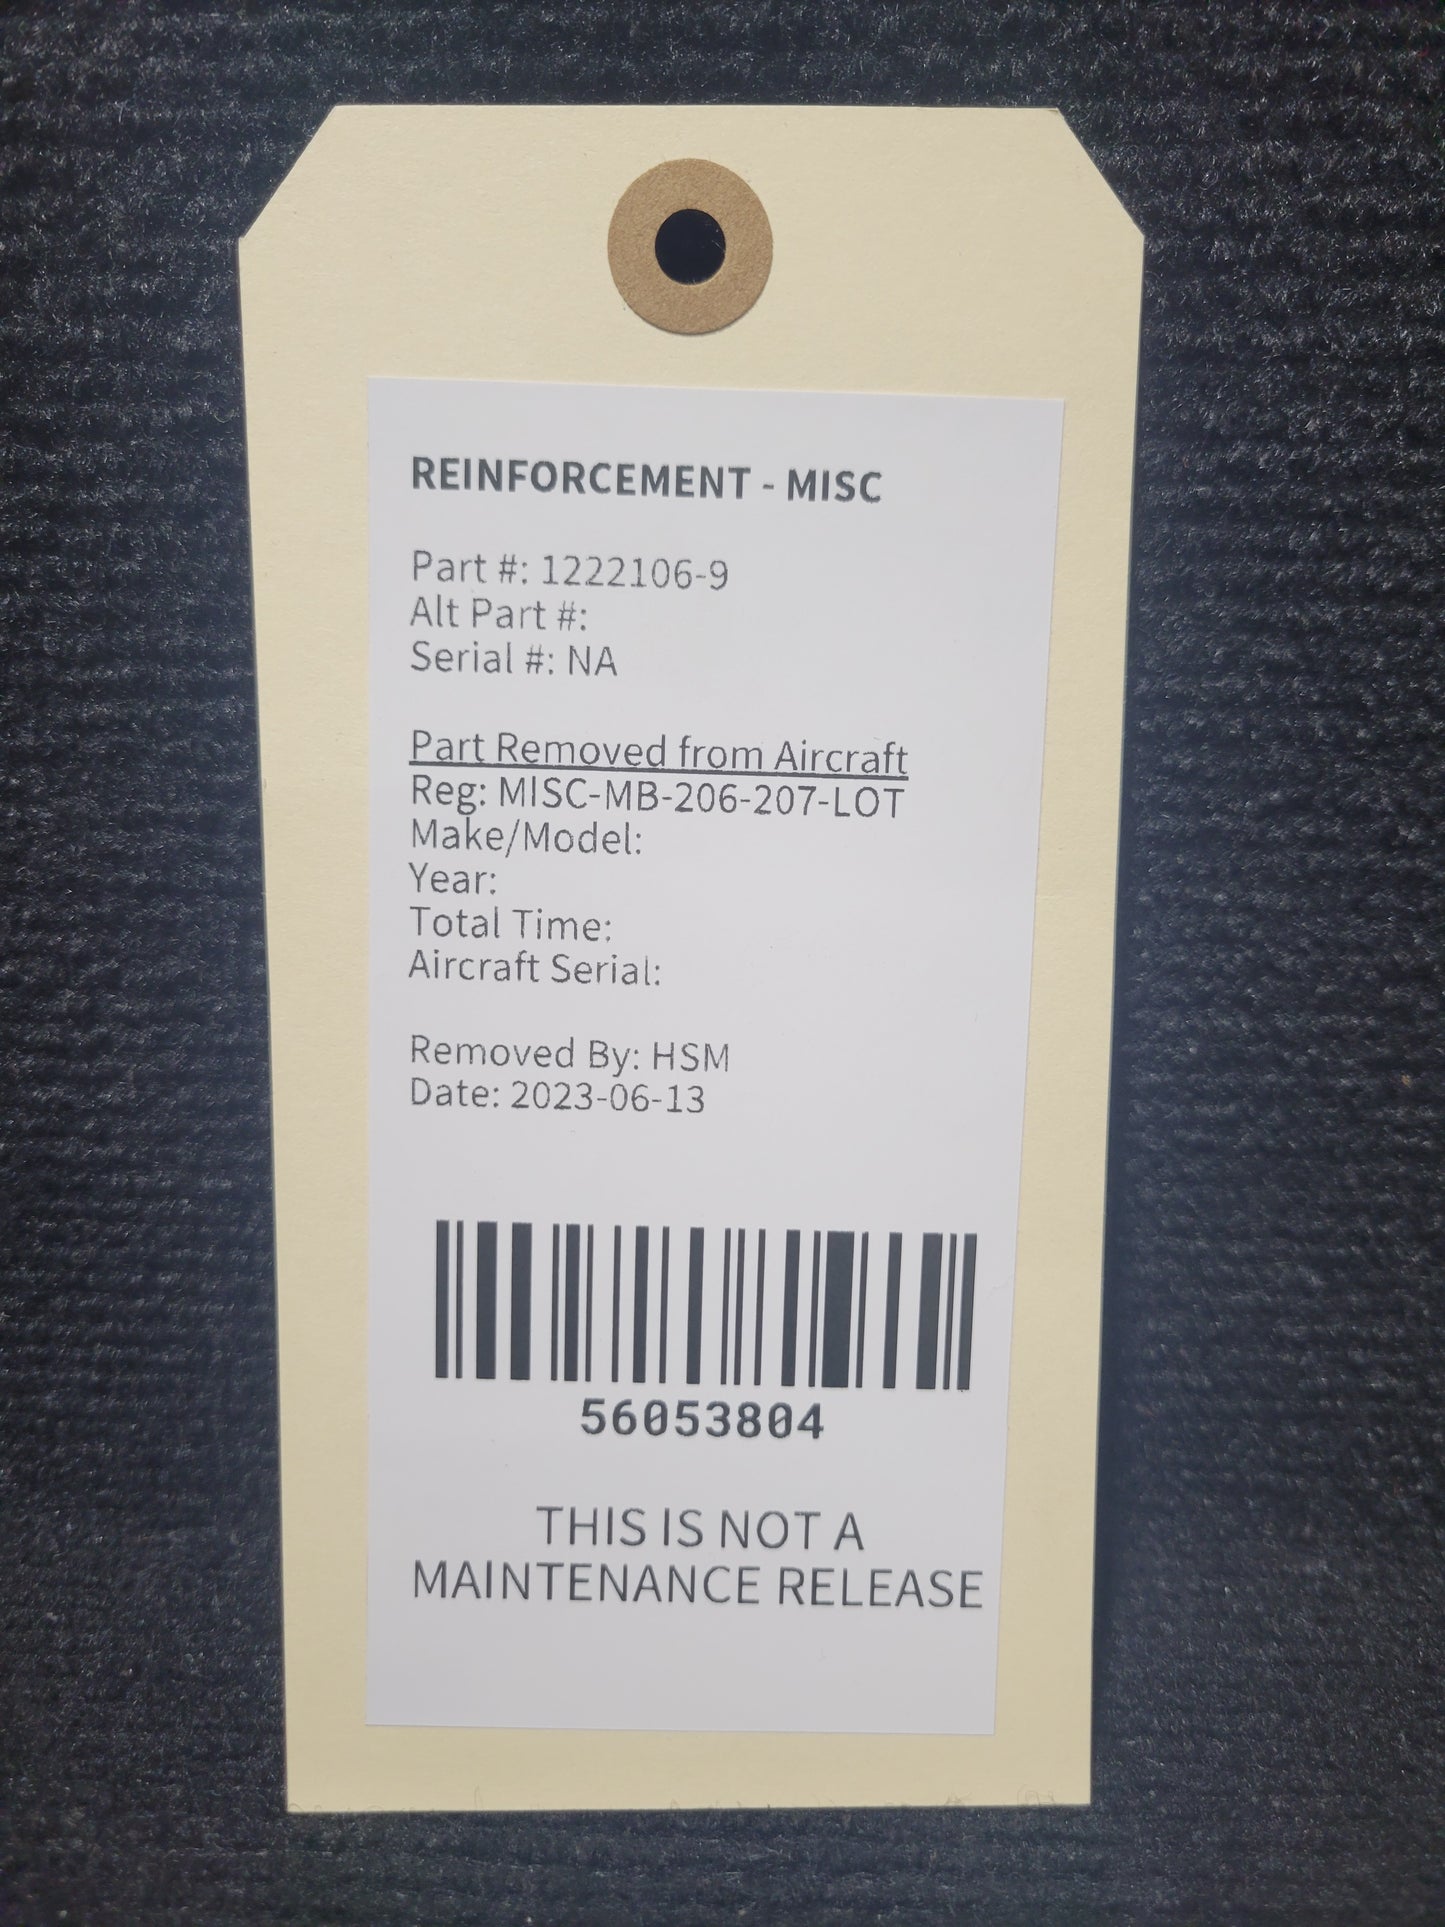 REINFORCEMENT - MISC
Part #: 1222106-9
Alt Part #:
Serial #: NA
Part Removed from Aircraft
Reg: MISC-MB-206-207-LOT
Make/Model:
Year:
Total Time:
Aircraft Serial:
Removed By: HSM
Date: 2023-06-13
56053804
THIS IS NOT A
MAINTENANCE RELEASE